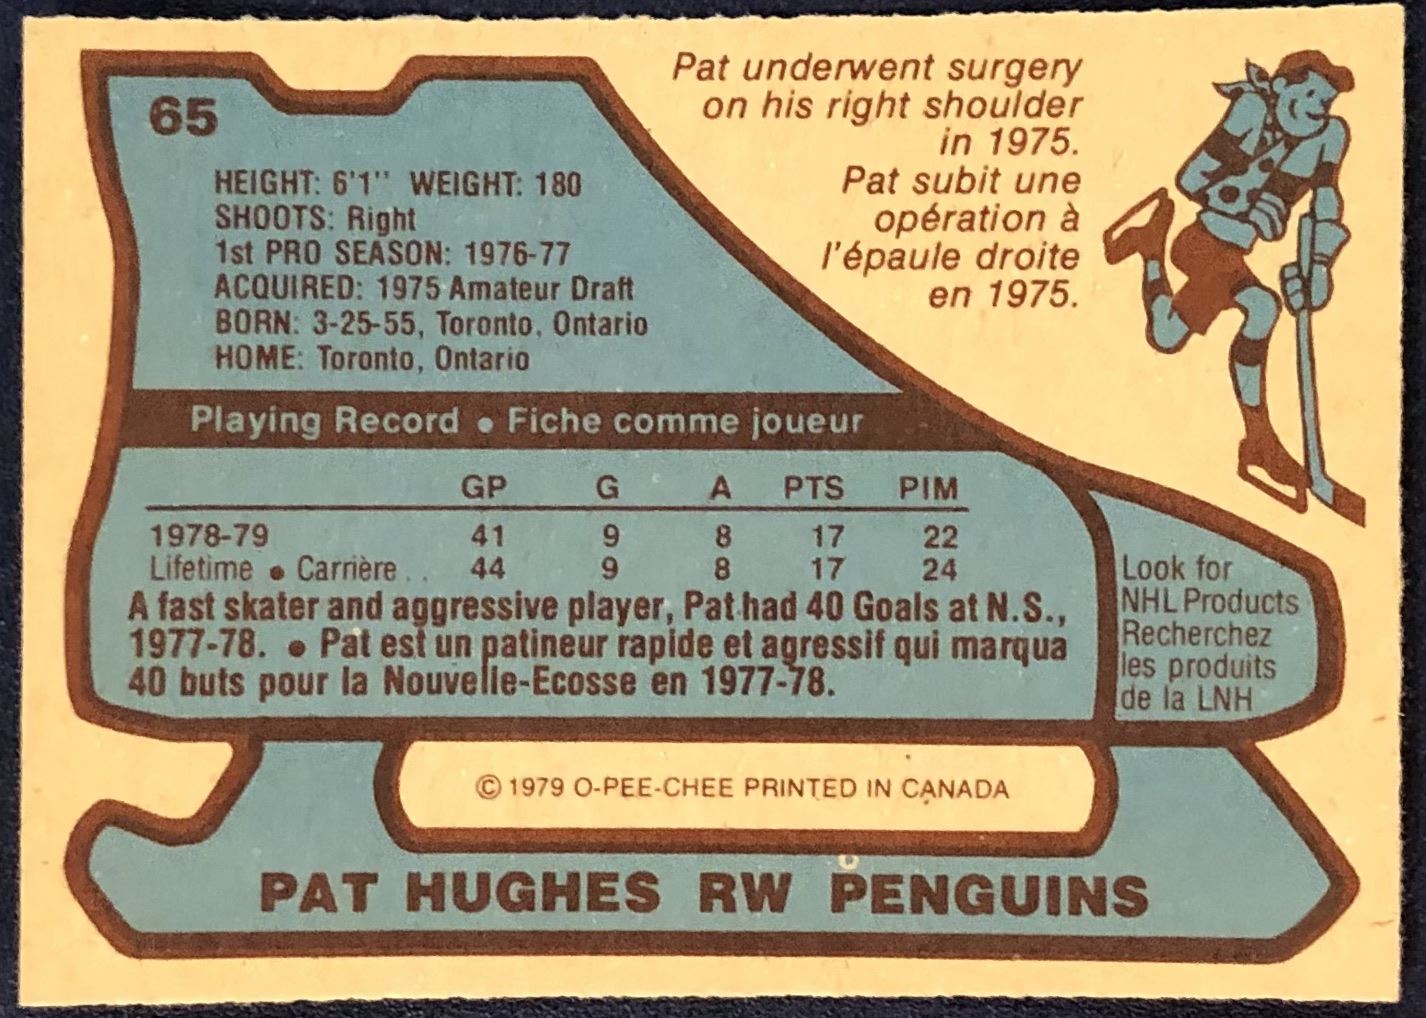 65
Pat underwent surgery
on his right shoulder
in 1975.
Pat subit une
opération à
l'épaule droite
en 1975.
HEIGHT: 6'1" WEIGHT: 180
SHOOTS: Right
1st PRO SEASON: 1976-77
ACQUIRED: 1975 Amateur Draft
BORN: 3-25-55, Toronto, Ontario
HOME: Toronto, Ontario
Playing Record • Fiche comme joueur
GP G A PTS PIM
1978-79 41 9 8 17 22
Lifetime • Carrière .. 44 9 8 17 24
A fast skater and aggressive player, Pat had 40 Goals at N.S.,
1977-78. • Pat est un patineur rapide et agressif qui marqua
40 buts pour la Nouvelle-Ecosse en 1977-78.
Look for
NHL Products
Recherchez
les produits
de la LNH
© 1979 O-PEE-CHEE PRINTED IN CANADA
PAT HUGHES RW PENGUINS